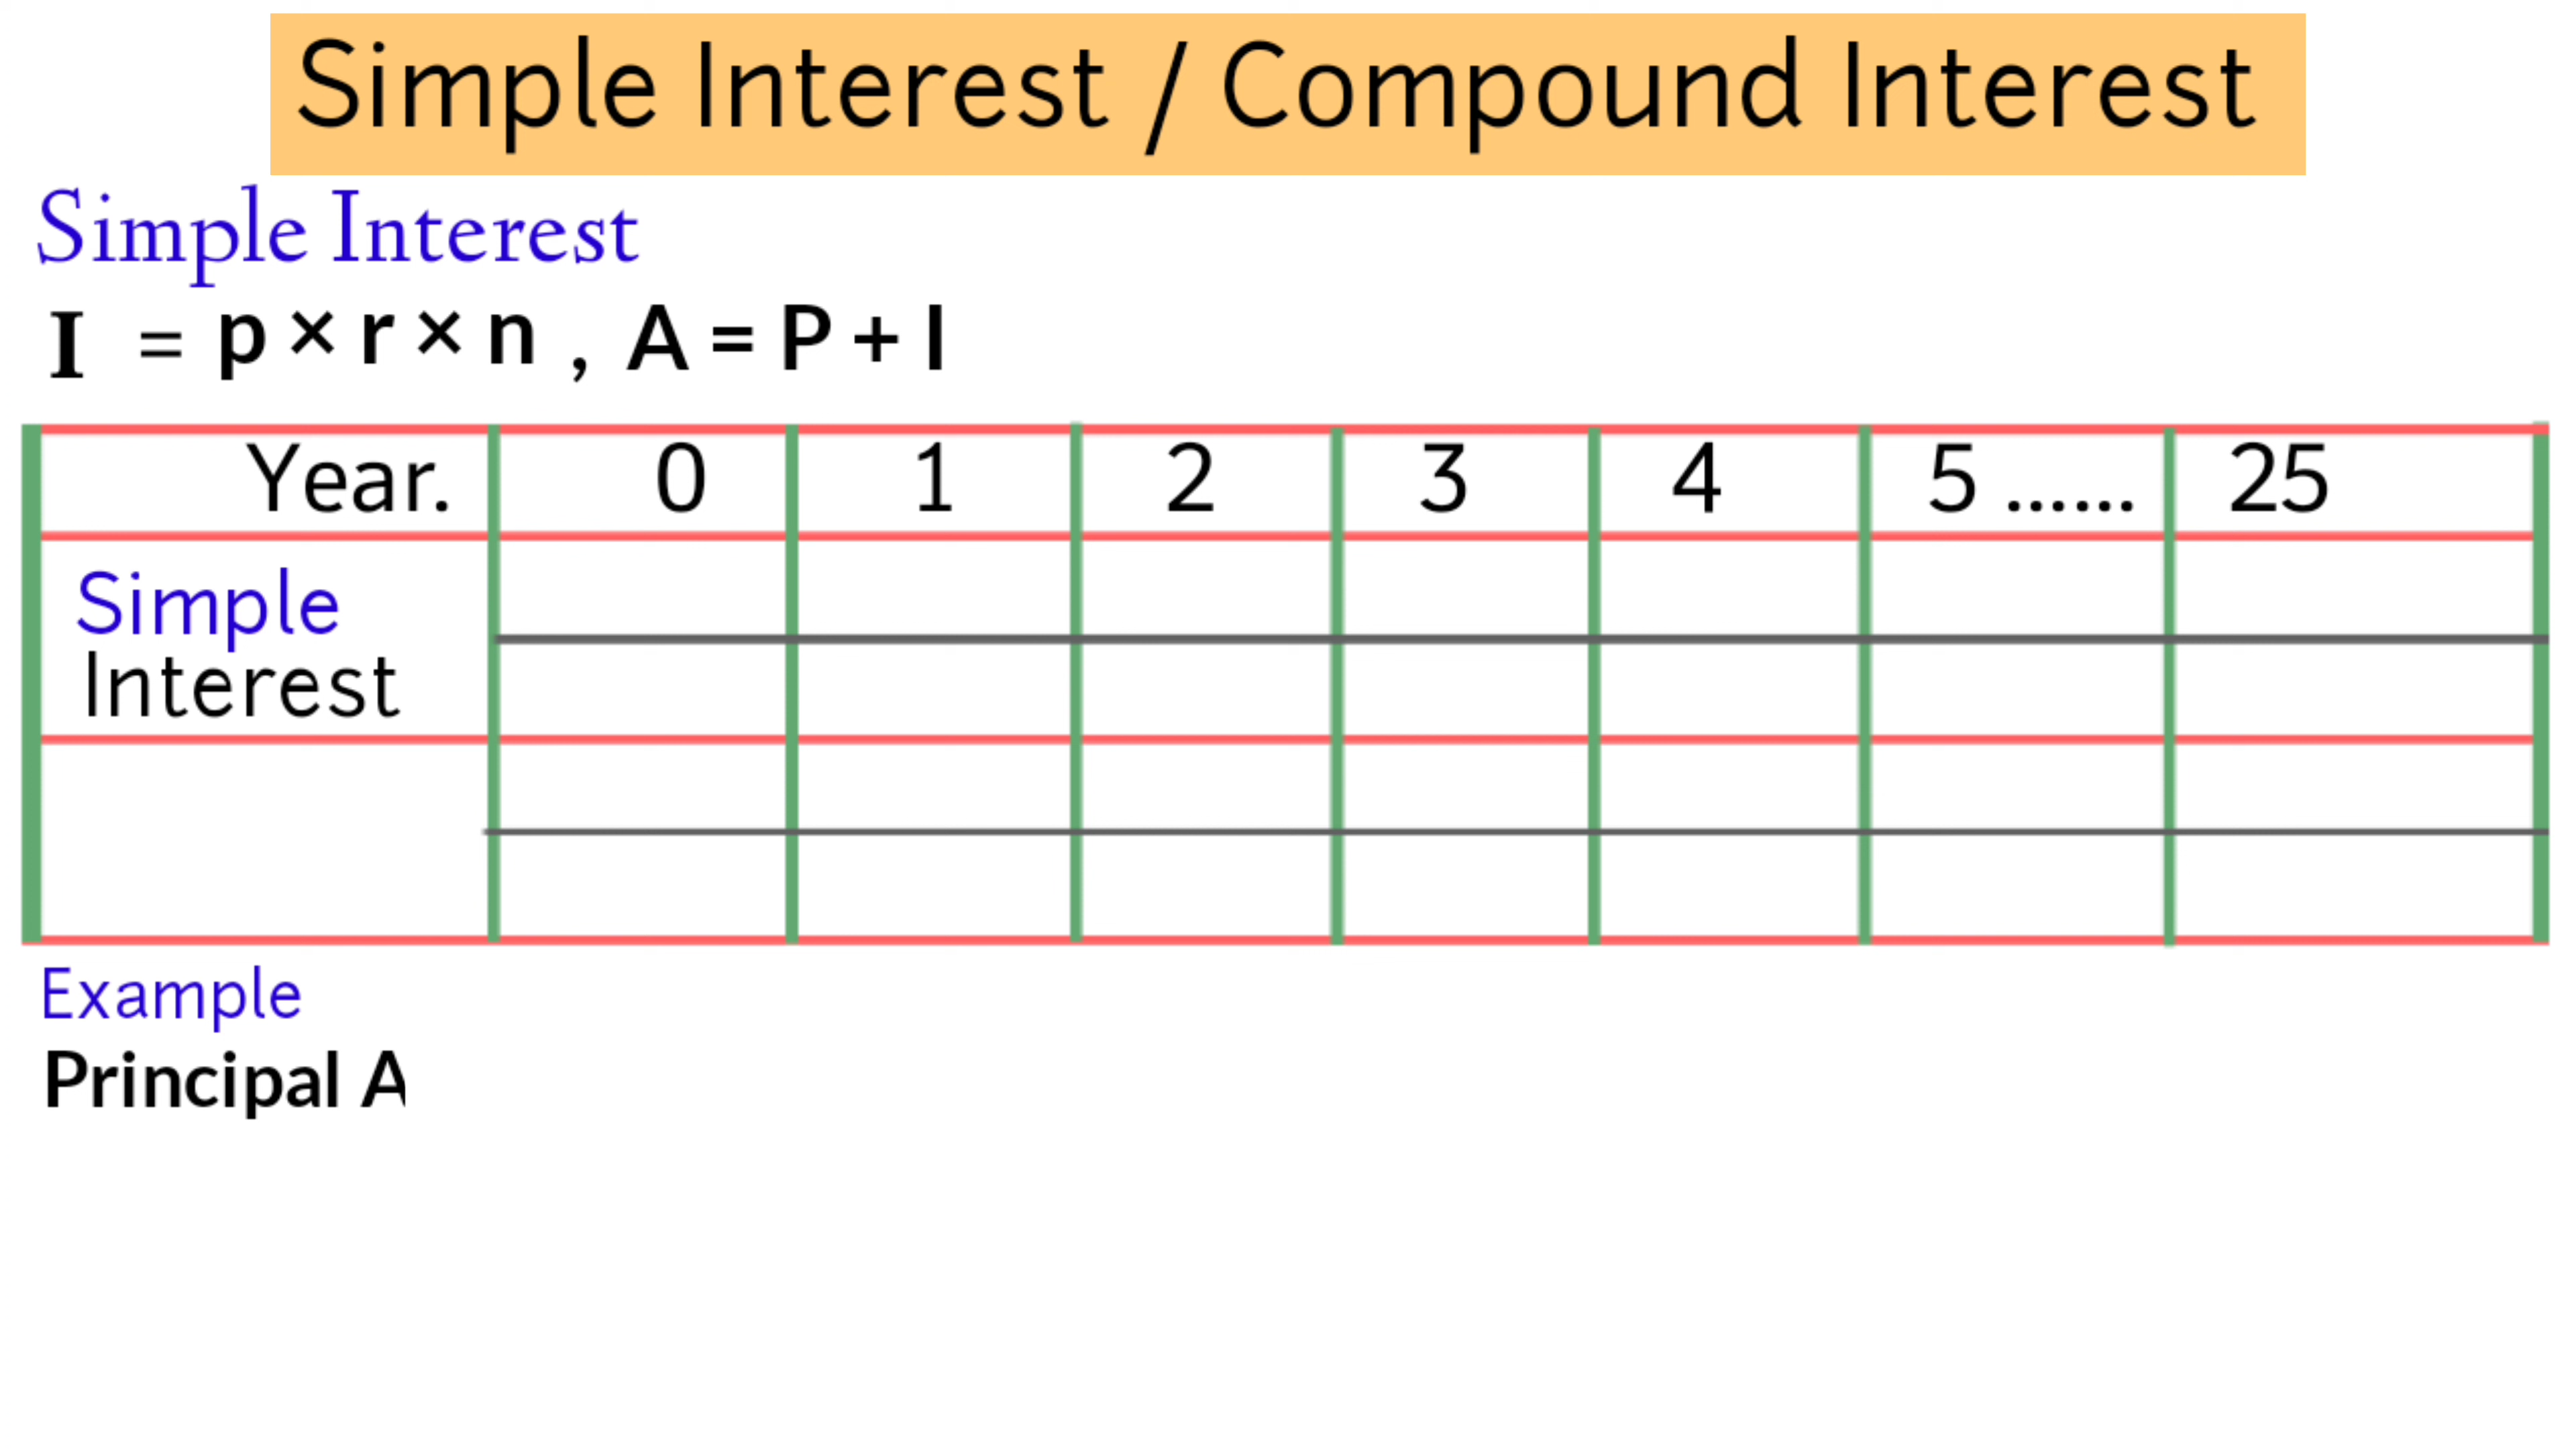 Simple Interest / Compound Interest
Simple Interest
I = p × r × n , A = P + I
Year. 0 1 2 3 4 5 ...... 25
Simple
Interest
Example
Principal A